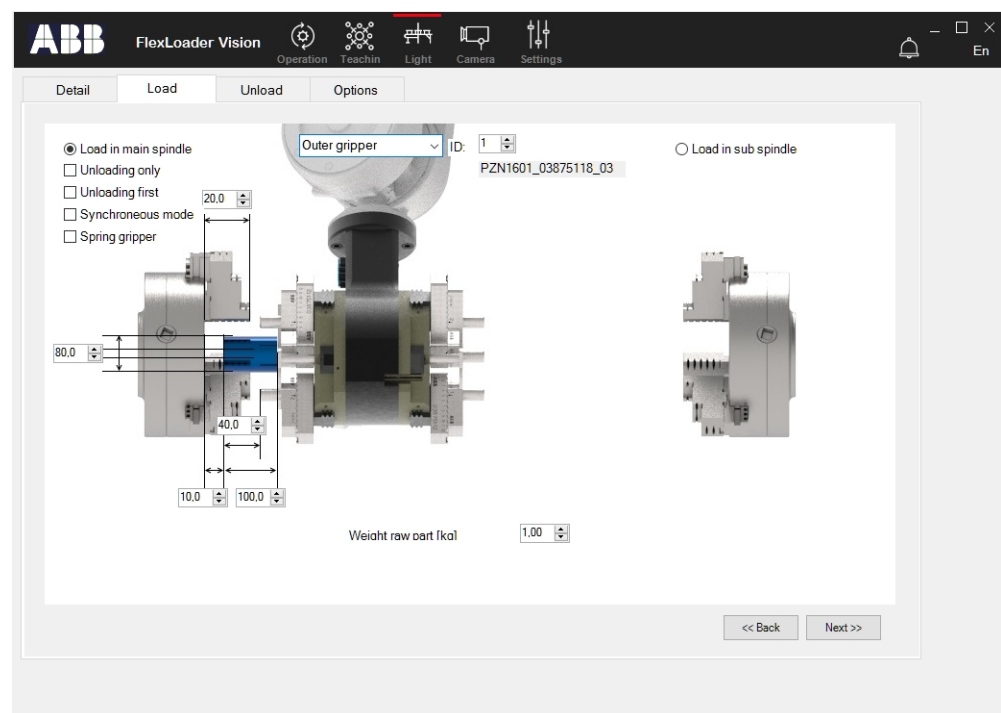 ABB
FlexLoader Vision
Operation Teachin Light Camera Settings
En
Detail Load Unload Options
Load in main spindle
Outer gripper
ID: 1
Load in sub spindle
Unloading only
PZN1601_03875118_03
Unloading first
20,0
Synchroneous mode
Spring gripper
80,0
40,0
10,0 100,0
Weight raw part [kg]
1,00
<< Back Next >>